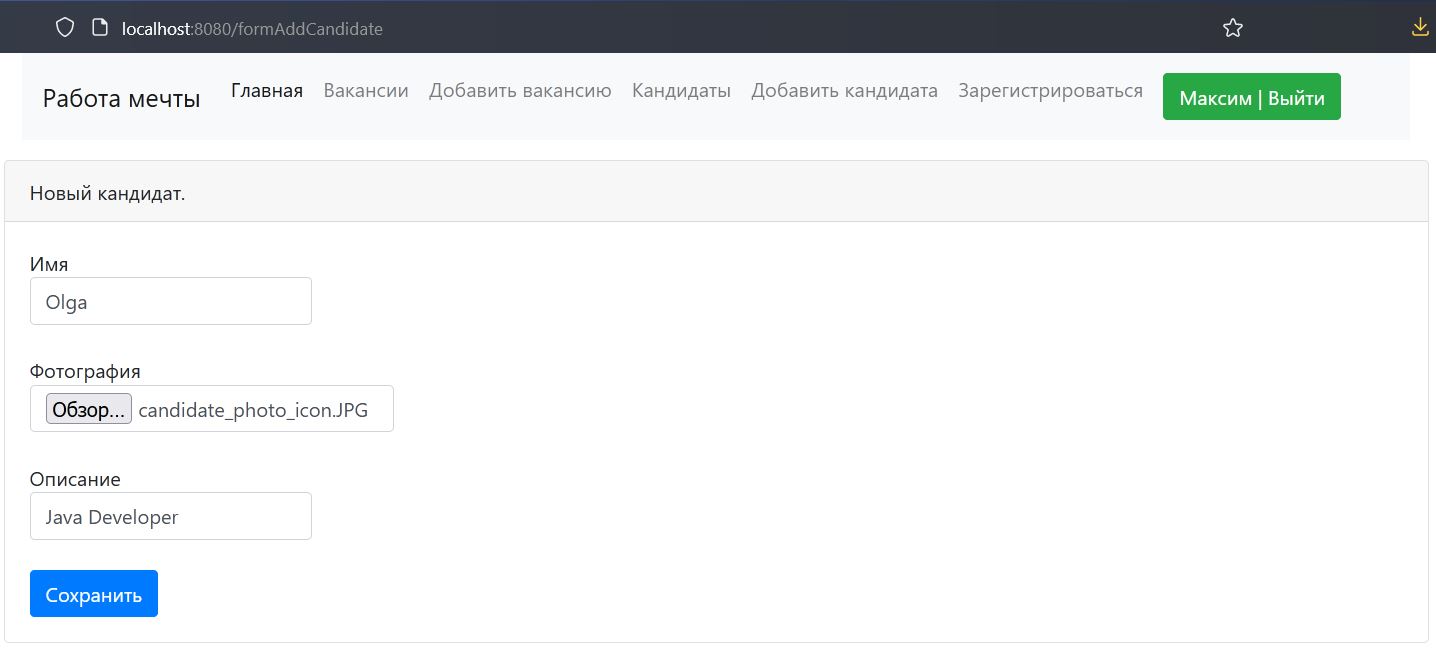 localhost:8080/formAddCandidate
Работа мечты Главная Вакансии Добавить вакансию Кандидаты Добавить кандидата Зарегистрироваться Максим | Выйти
Новый кандидат.
Имя
Olga
Фотография
Обзор... candidate_photo_icon.JPG
Описание
Java Developer
Сохранить